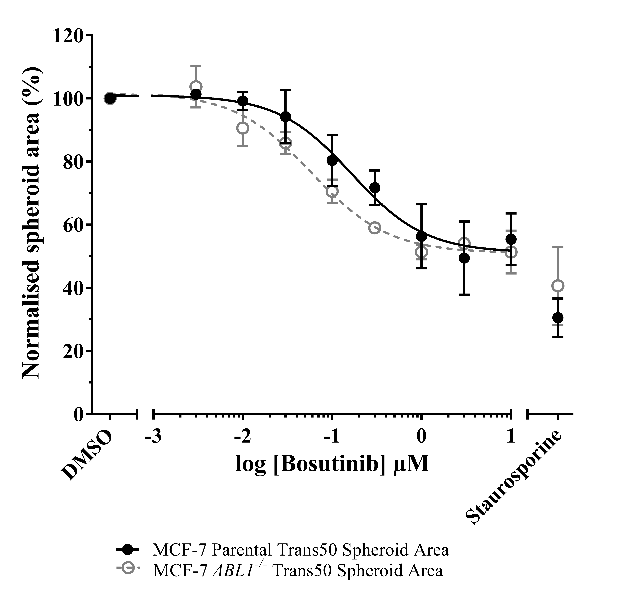 Normalised spheroid area (%)
120
100
80
60
40
20
0
DMSO
-3
-2
-1
0
1
Staurosporine
log [Bosutinib] µM
MCF-7 Parental Trans50 Spheroid Area
MCF-7 ABL1 Trans50 Spheroid Area